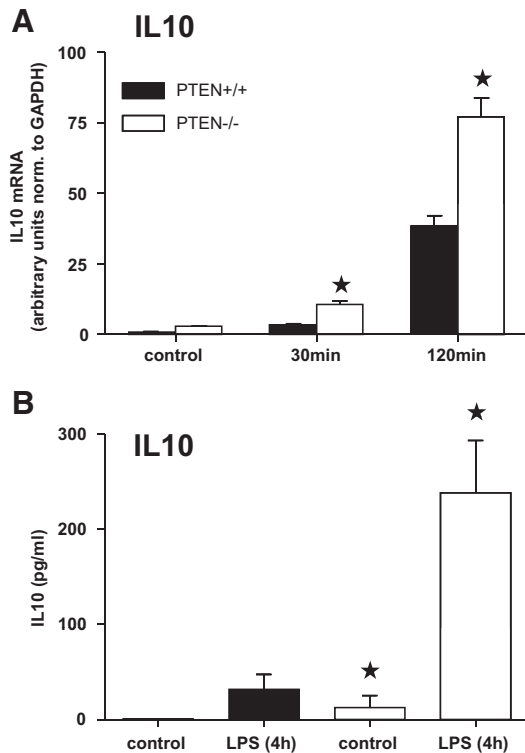 A
IL10
IL10 mRNA
(arbitrary units norm. to GAPDH)
100
75
50
25
0
PTEN+/+
PTEN-/-
control
30min
120min
B
IL10
IL10 (pg/ml)
300
200
100
0
control
LPS (4h)
control
LPS (4h)